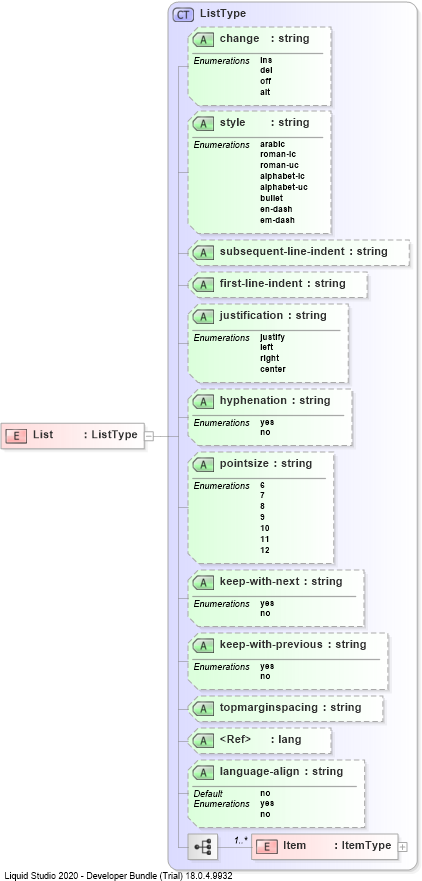 CT ListType
A change : string
Enumerations ins
del
off
alt
A style : string
Enumerations arabic
roman-lc
roman-uc
alphabet-lc
alphabet-uc
bullet
en-dash
em-dash
A subsequent-line-indent : string
A first-line-indent : string
A justification : string
Enumerations justify
left
right
center
A hyphenation : string
Enumerations yes
no
E List : ListType
A pointsize : string
Enumerations 6
7
8
9
10
11
12
A keep-with-next : string
Enumerations yes
no
A keep-with-previous : string
Enumerations yes
no
A topmarginspacing : string
A <Ref> : lang
A language-align : string
Default no
Enumerations yes
no
1..*
E Item : ItemType
Liquid Studio 2020 - Developer Bundle (Trial) 18.0.4.9932